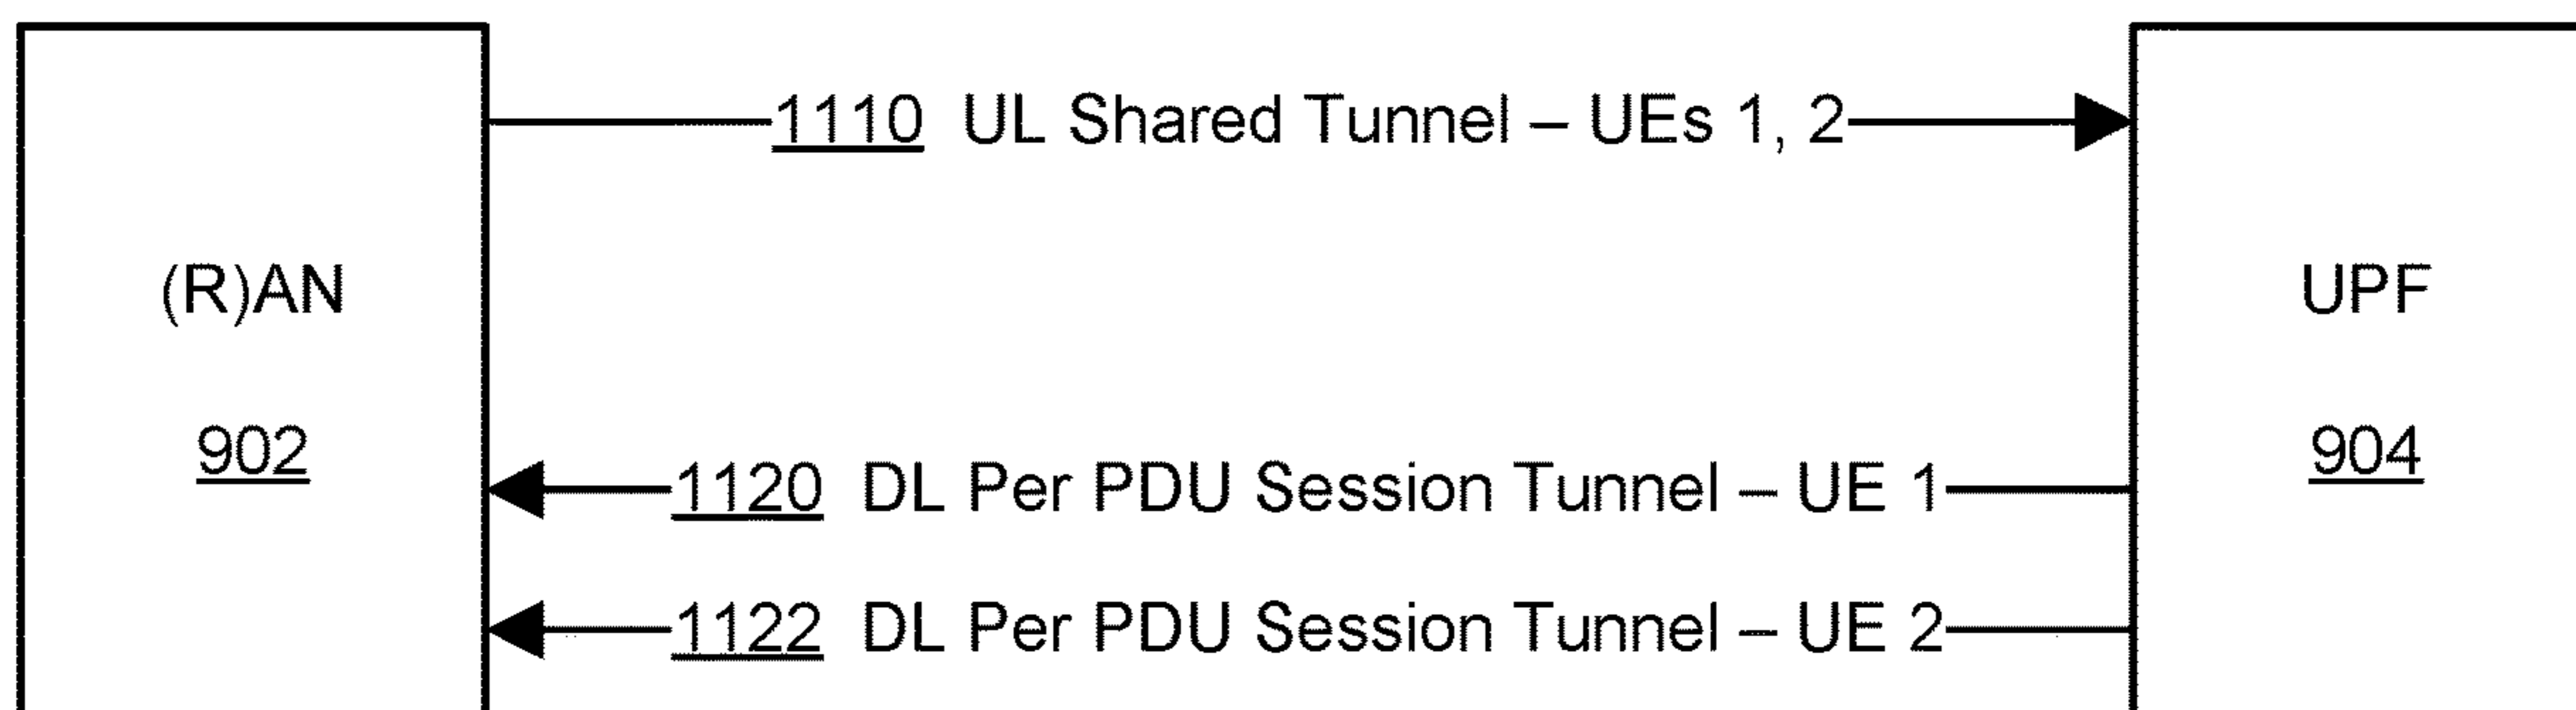 1110 UL Shared Tunnel – UEs 1, 2
(R)AN
UPF
902
904
1120 DL Per PDU Session Tunnel – UE 1
1122 DL Per PDU Session Tunnel – UE 2